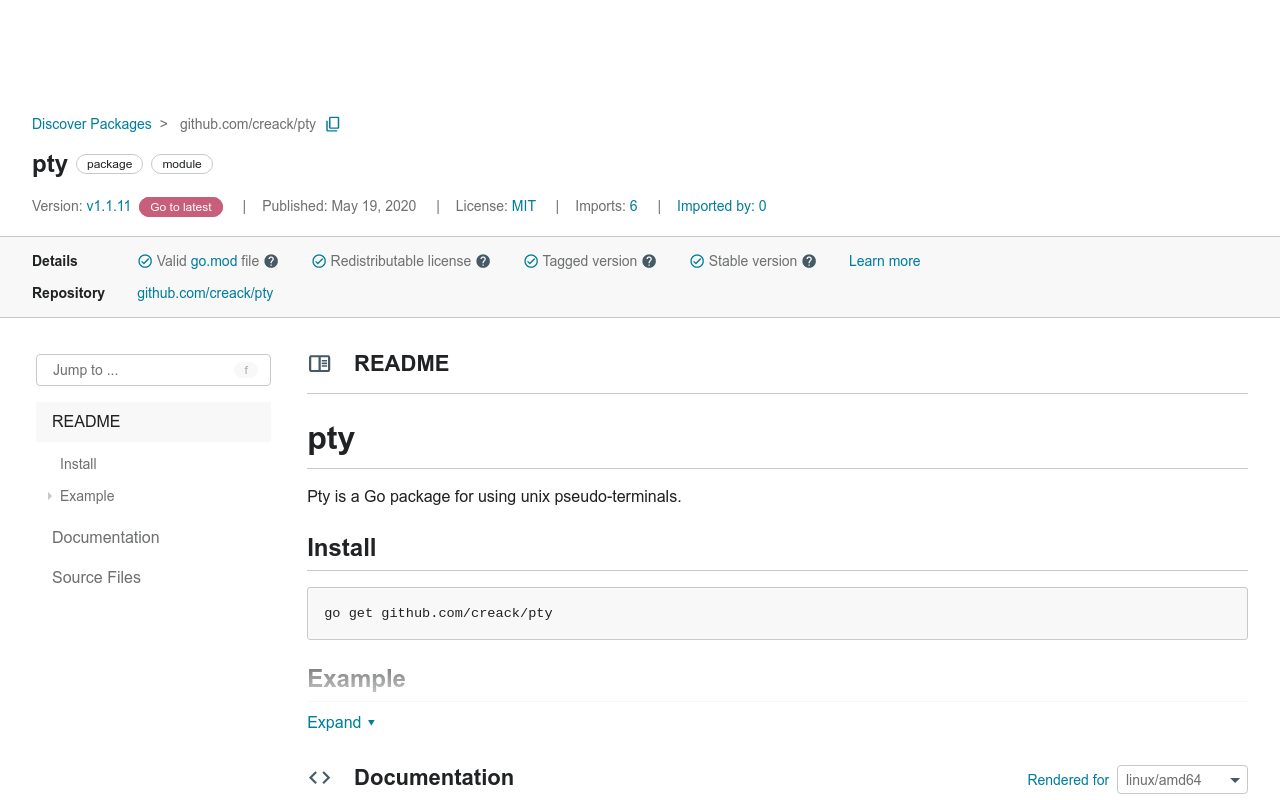 Discover Packages > github.com/creack/pty
pty package module
Version: v1.1.11 Go to latest | Published: May 19, 2020 | License: MIT | Imports: 6 | Imported by: 0
Details Valid go.mod file Redistributable license Tagged version Stable version Learn more
Repository github.com/creack/pty
Jump to ... f
README
Install
Example
Documentation
Source Files
README
pty
Pty is a Go package for using unix pseudo-terminals.
Install
go get github.com/creack/pty
Example
Expand
Documentation
Rendered for linux/amd64